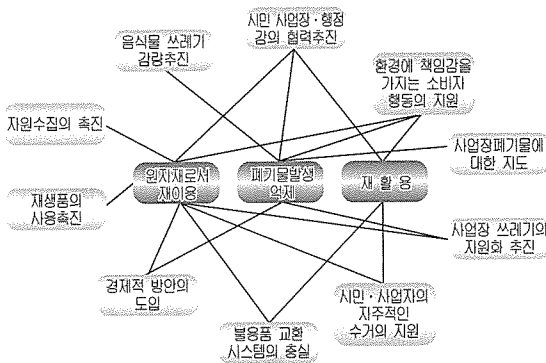 시민 사업장·행정
감의 협력추진
음식물 쓰레기
감량추진
환경에 책임감을
가지는 소비자
행동의 지원
자원수집의 촉진
사업장폐기물에
대한 지도
원자재로서
재이용
폐기물발생
억제
재 활 용
재생품의
사용촉진
사업장 쓰레기의
자원화 추진
경제적 방안의
도입
시민·사업자의
자주적인
수거의 지원
불용품 교환
시스템의 충실